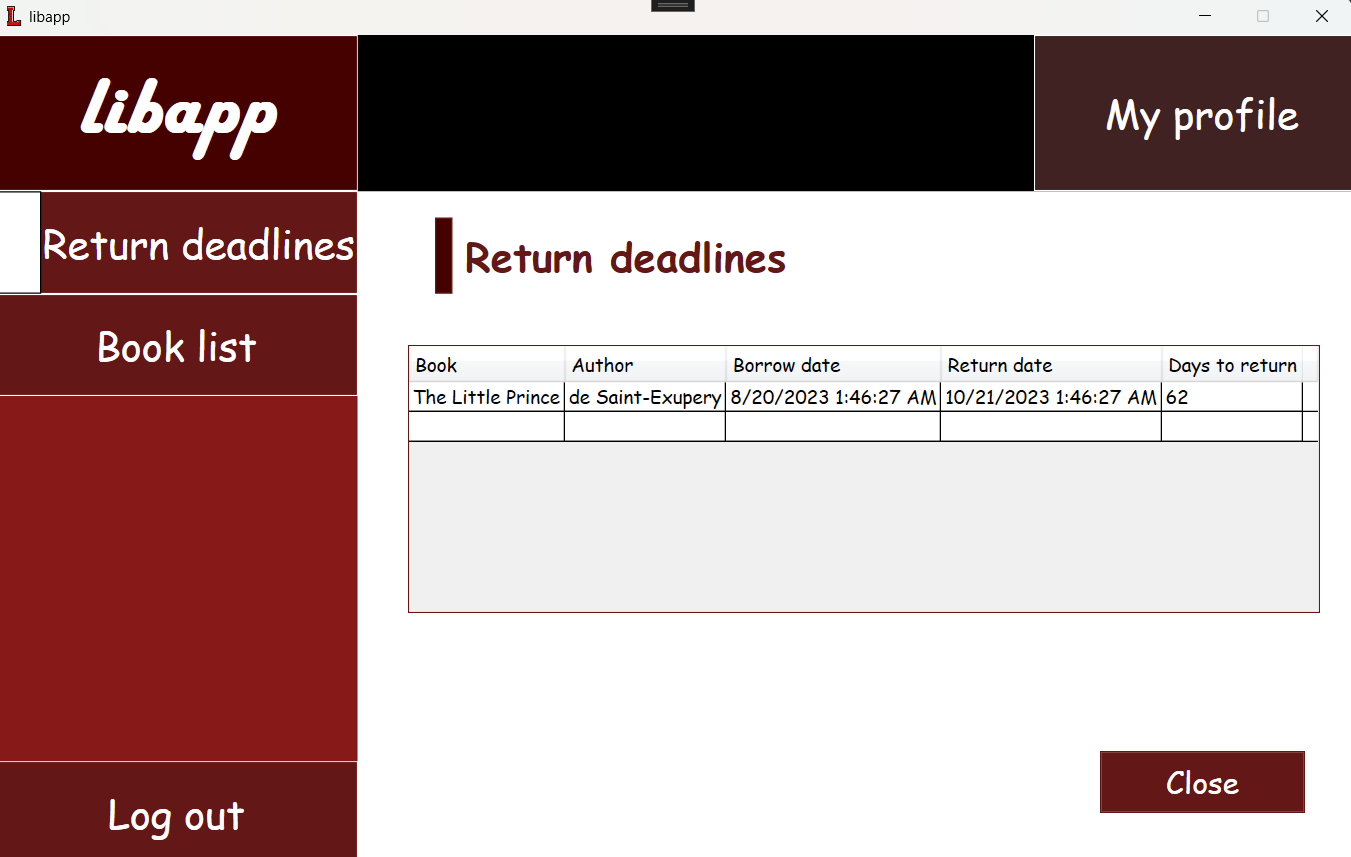 libapp
libapp
My profile
Return deadlines
Book list
Log out
Return deadlines
Book Author Borrow date Return date Days to return
The Little Prince de Saint-Exupery 8/20/2023 1:46:27 AM 10/21/2023 1:46:27 AM 62
Close